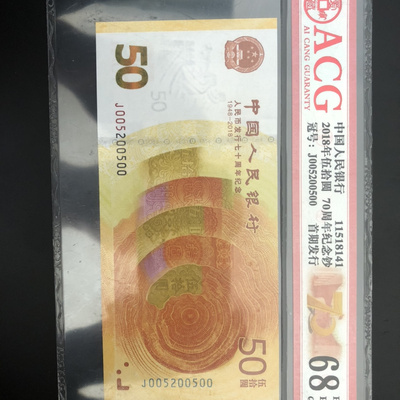 50
J005200500
中国人民银行
人民币发行七十周年纪念
1948-2018
50
伍拾圆
J005200500
ACG
AI CANG GUARANTY
中国人民银行 11518141
2018年伍拾圆 70周年纪念钞
冠号: J005200500 首期发行
68